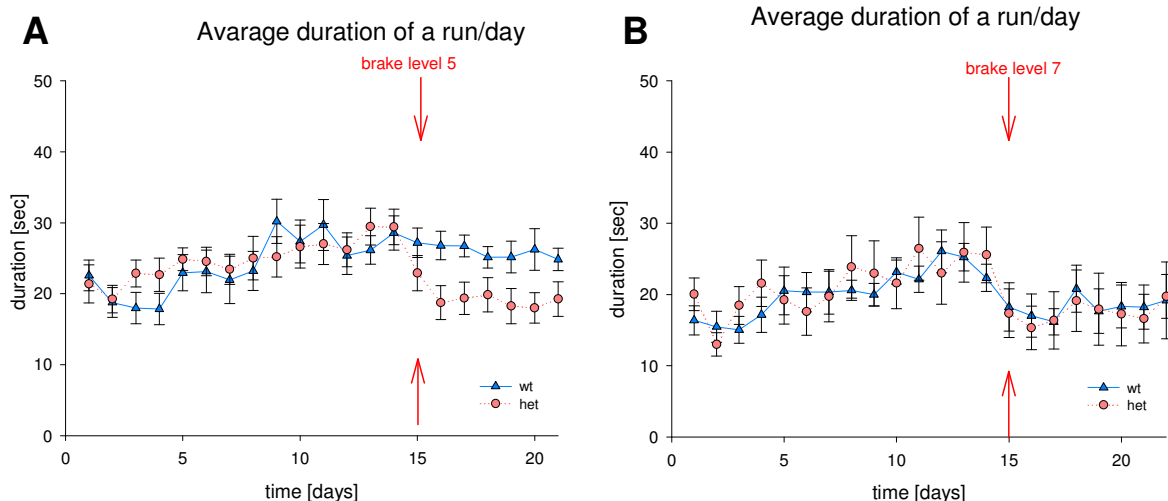 A
Avarage duration of a run/day
brake level 5
50
40
30
20
10
0
duration [sec]
wt
het
0 5 10 15 20
time [days]
B
Average duration of a run/day
brake level 7
50
40
30
20
10
0
duration [sec]
wt
het
0 5 10 15 20
time [days]